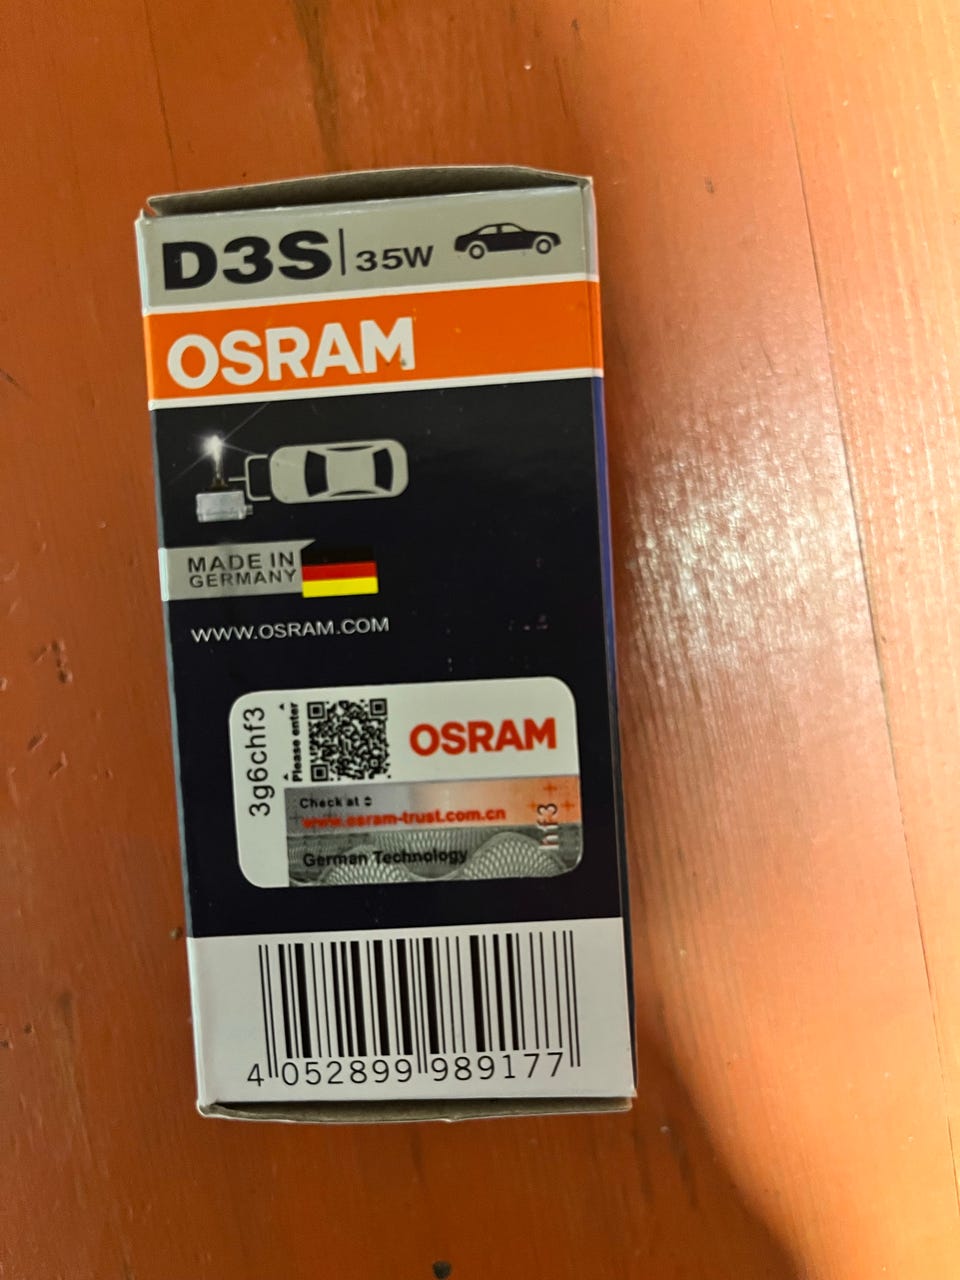 D3S 35W
OSRAM
MADE IN
GERMANY
WWW.OSRAM.COM
3g6chf3
Please enter
OSRAM
Check at :
www.osram-trust.com.cn
hf3
German Technology
4 052899 989177